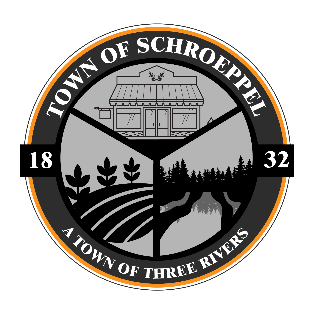 TOWN OF SCHROEPPEL
18 32
A TOWN OF THREE RIVERS